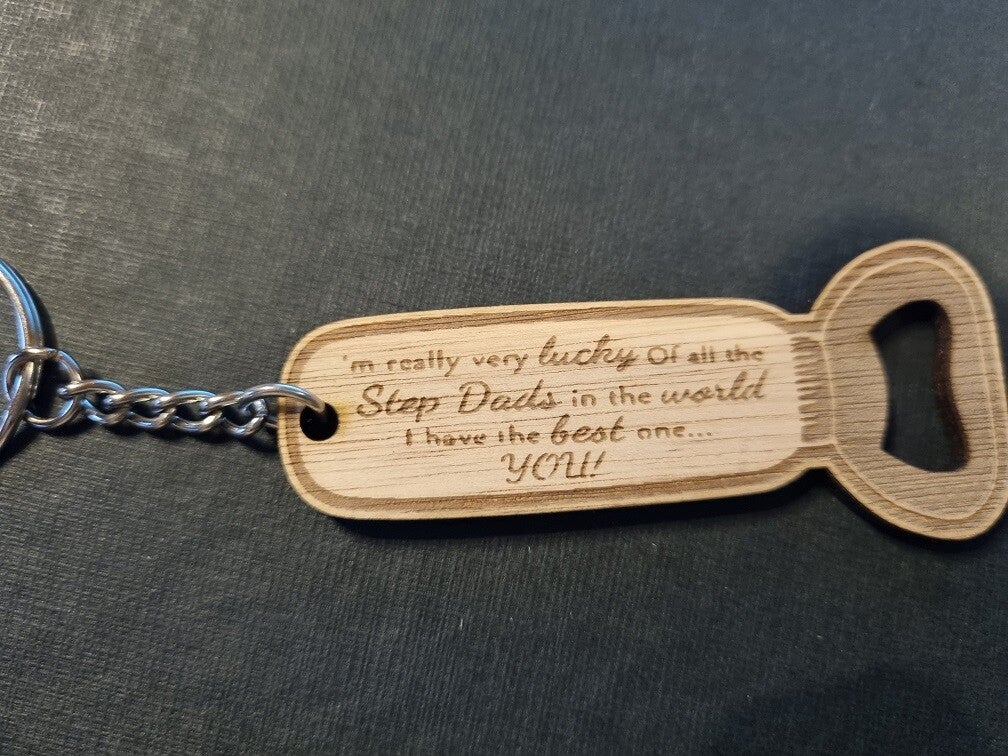 'm really very lucky Of all the
Step Dads in the world
I have the best one...
YOU!